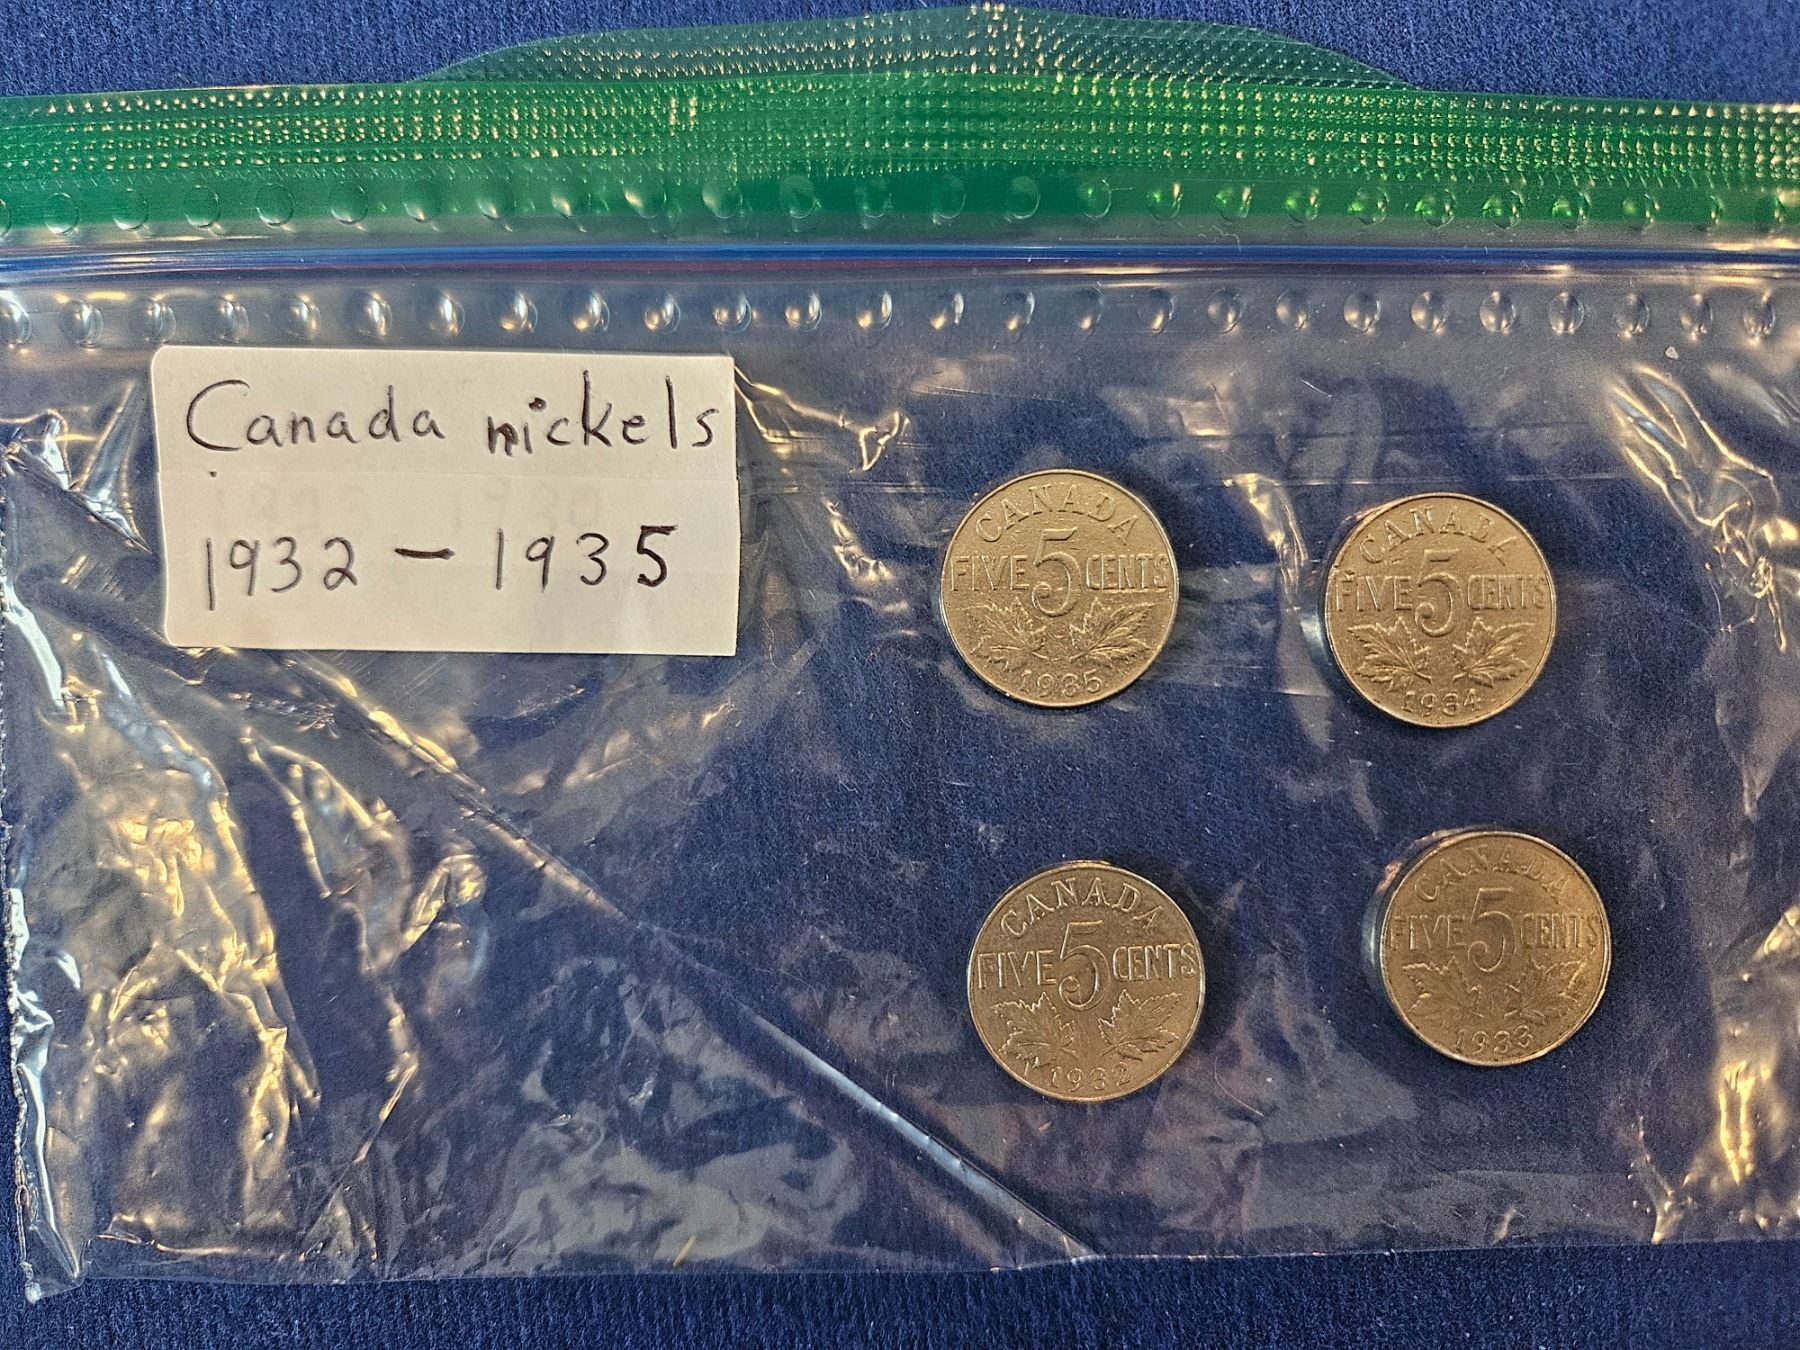 Canada nickels
1932 – 1935
CANADA
FIVE 5 CENTS
1935
CANADA
FIVE 5 CENTS
1934
CANADA
FIVE 5 CENTS
1932
CANADA
FIVE 5 CENTS
1933